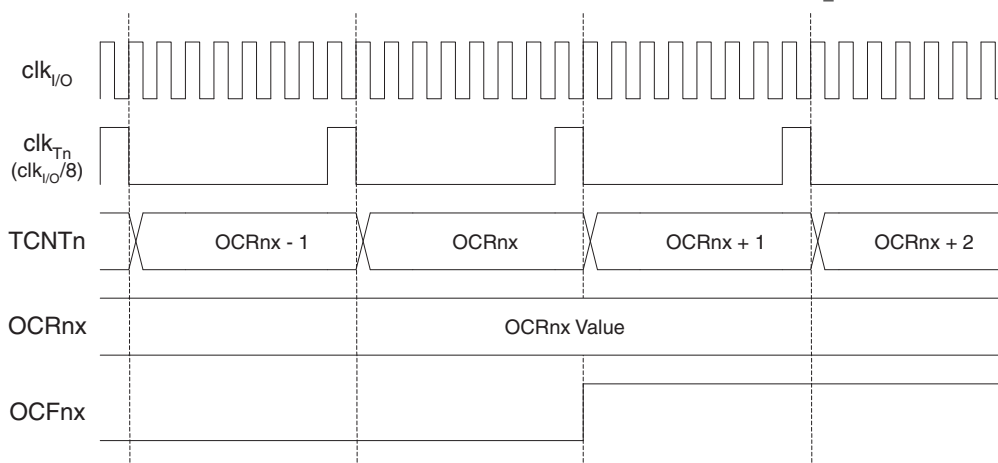 clkI/O
clkTn
(clkI/O/8)
TCNTn OCRnx - 1 OCRnx OCRnx + 1 OCRnx + 2
OCRnx OCRnx Value
OCFnx